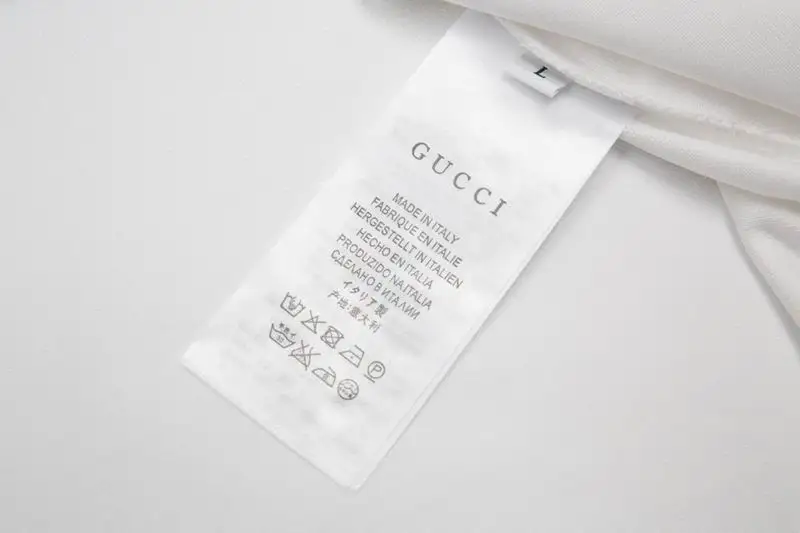 L
GUCCI
MADE IN ITALY
FABRIQUE EN ITALIE
HERGESTELLT IN ITALIEN
HECHO EN ITALIA
PRODUZIDO NA ITALIA
СДЕЛАНО В ИТАЛИИ
イタリア製
产地:意大利
P